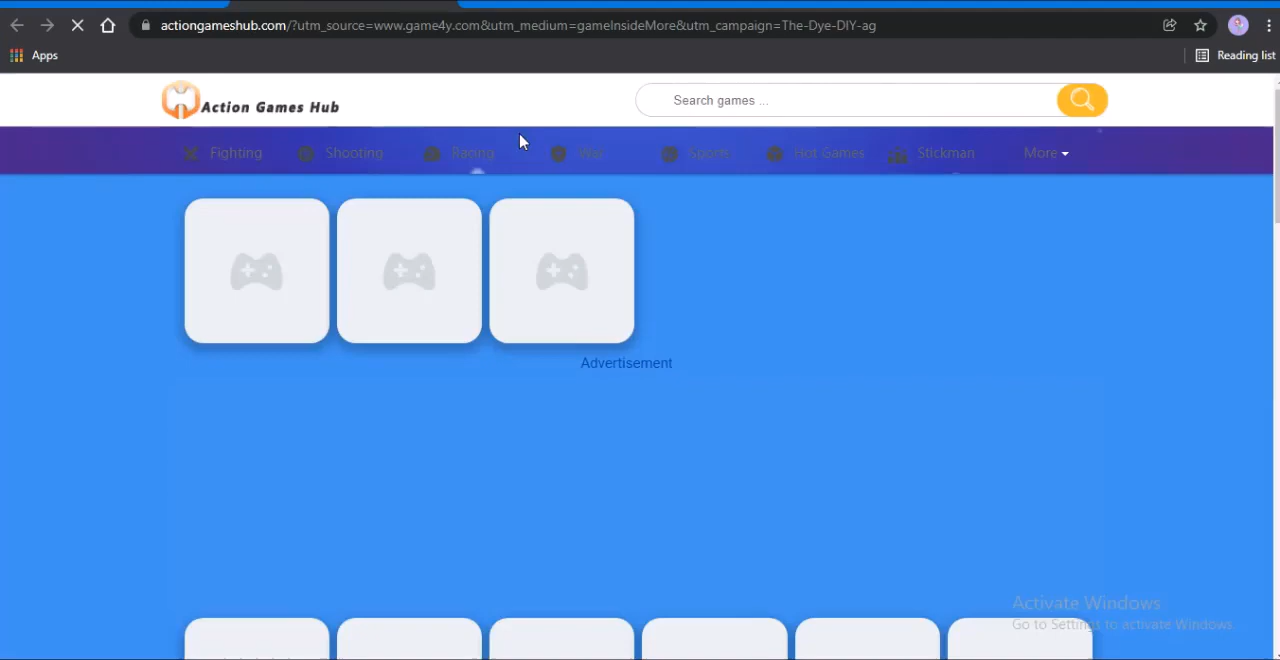 actiongameshub.com/?utm_source=www.game4y.com&utm_medium=gameInsideMore&utm_campaign=The-Dye-DIY-ag
Apps
Reading list
Action Games Hub
Search games ...
Fighting Shooting Racing War Sports Hot Games Stickman More
Advertisement
Activate Windows
Go to Settings to activate Windows.